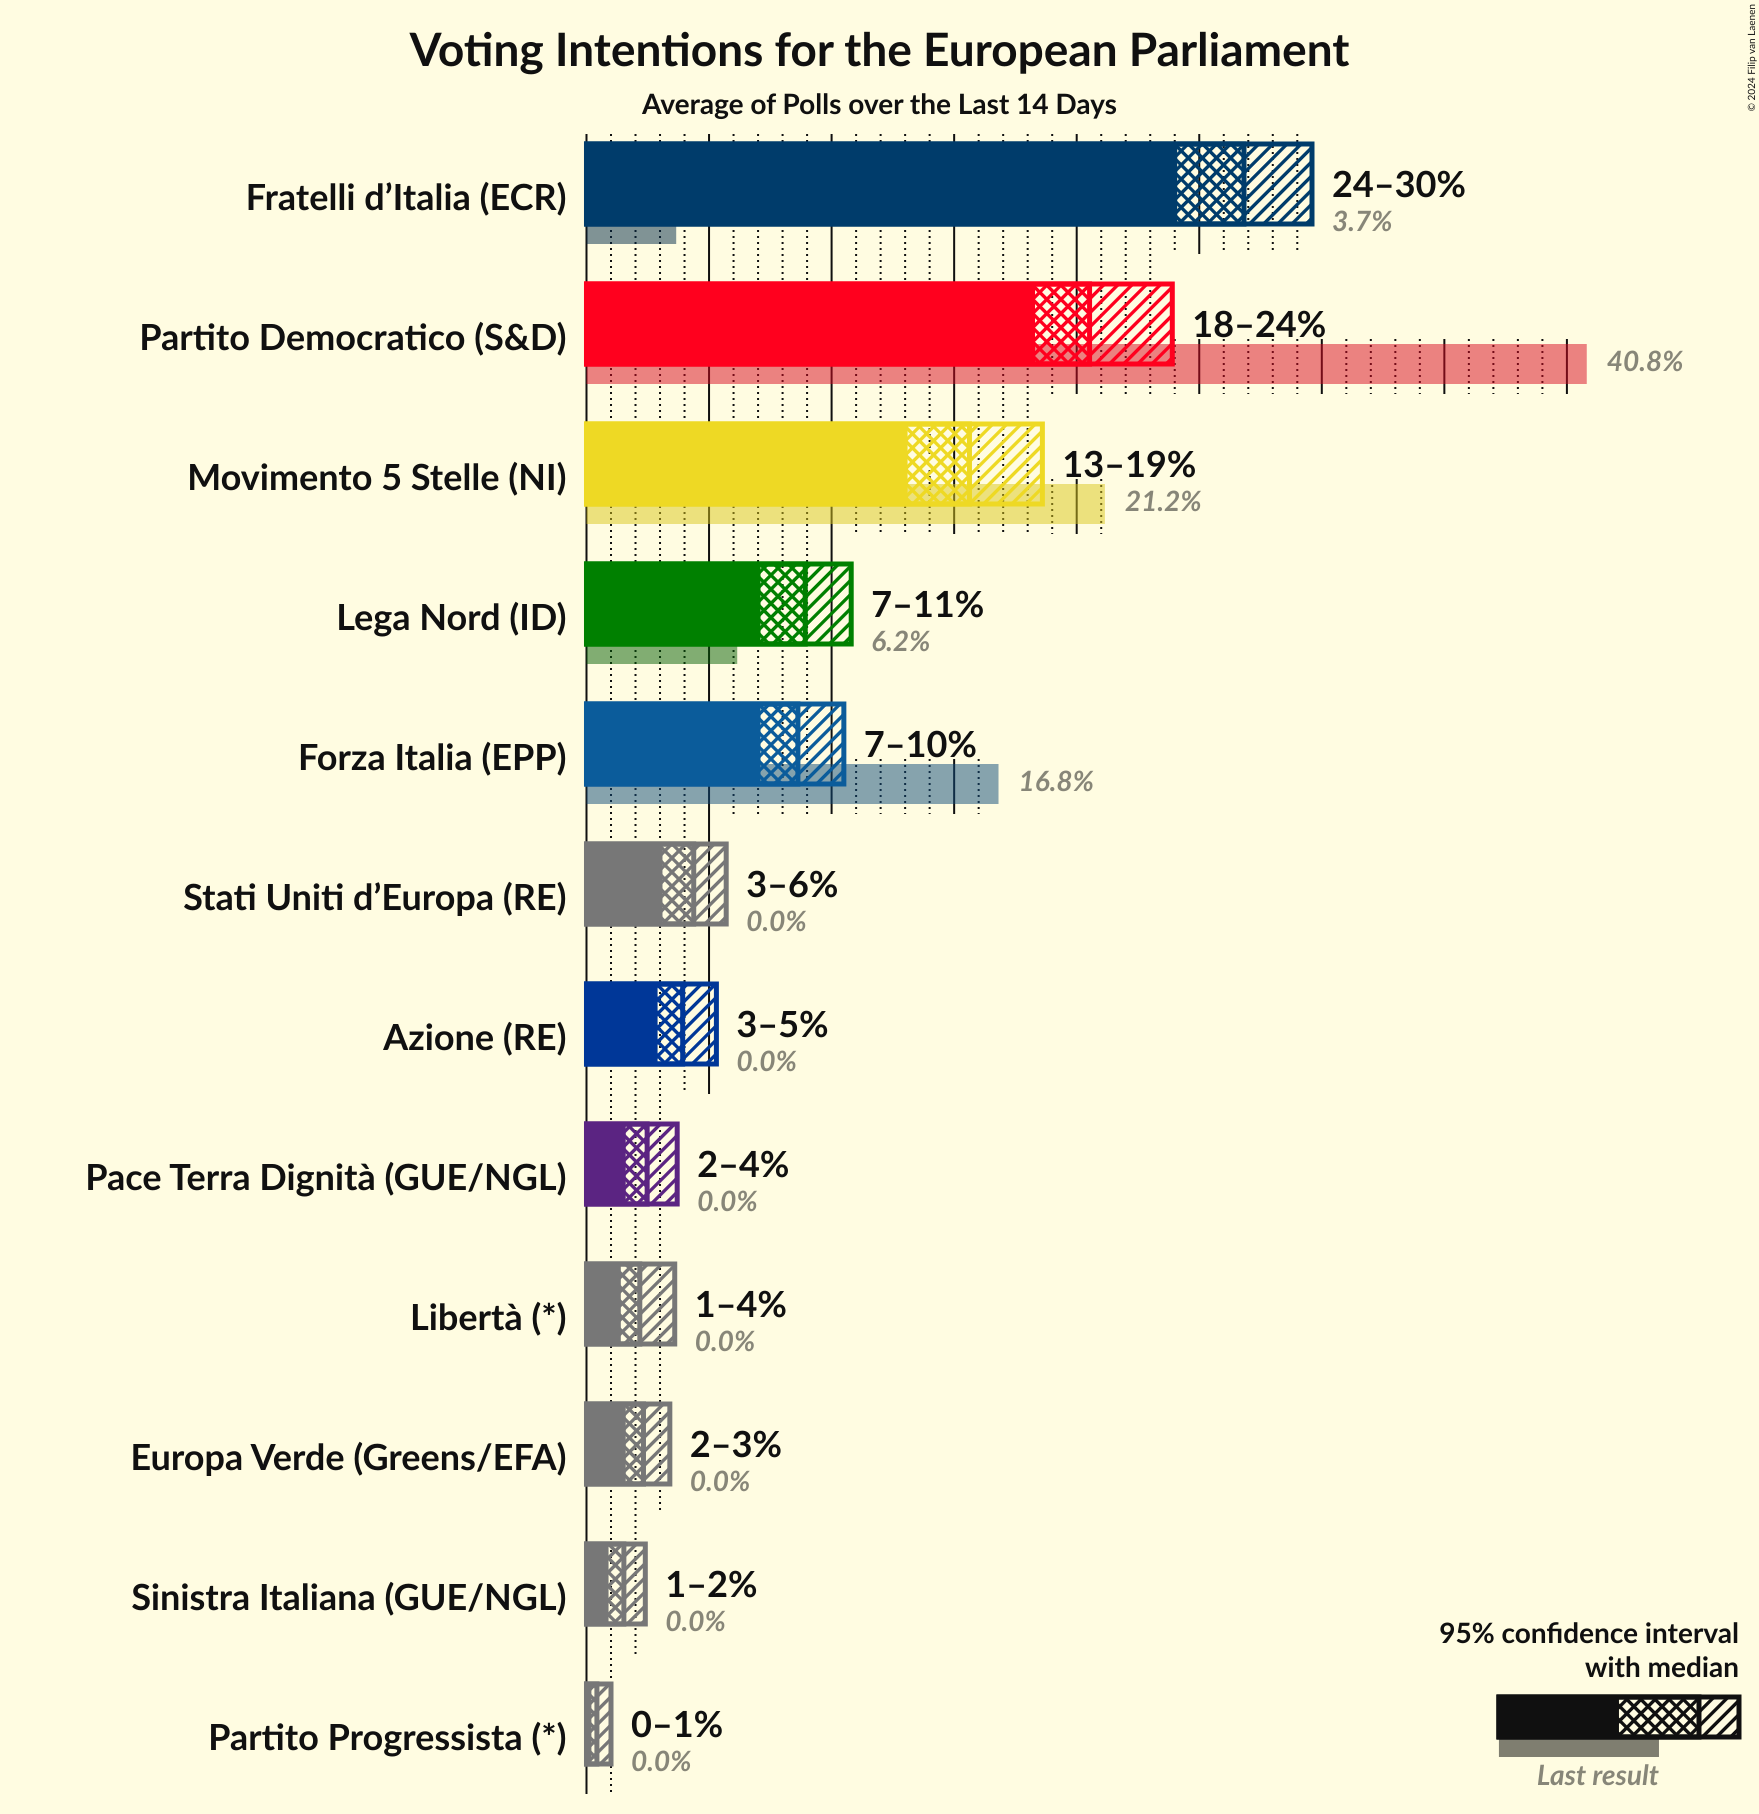 © 2024 Filip van Laenen
Voting Intentions for the European Parliament
Average of Polls over the Last 14 Days
Fratelli d’Italia (ECR)
24–30%
3.7%
Partito Democratico (S&D)
18–24%
40.8%
Movimento 5 Stelle (NI)
13–19%
21.2%
Lega Nord (ID)
7–11%
6.2%
Forza Italia (EPP)
7–10%
16.8%
Stati Uniti d’Europa (RE)
3–6%
0.0%
Azione (RE)
3–5%
0.0%
Pace Terra Dignità (GUE/NGL)
2–4%
0.0%
Libertà (*)
1–4%
0.0%
Europa Verde (Greens/EFA)
2–3%
0.0%
Sinistra Italiana (GUE/NGL)
1–2%
0.0%
Partito Progressista (*)
0–1%
0.0%
95% confidence interval
with median
Last result